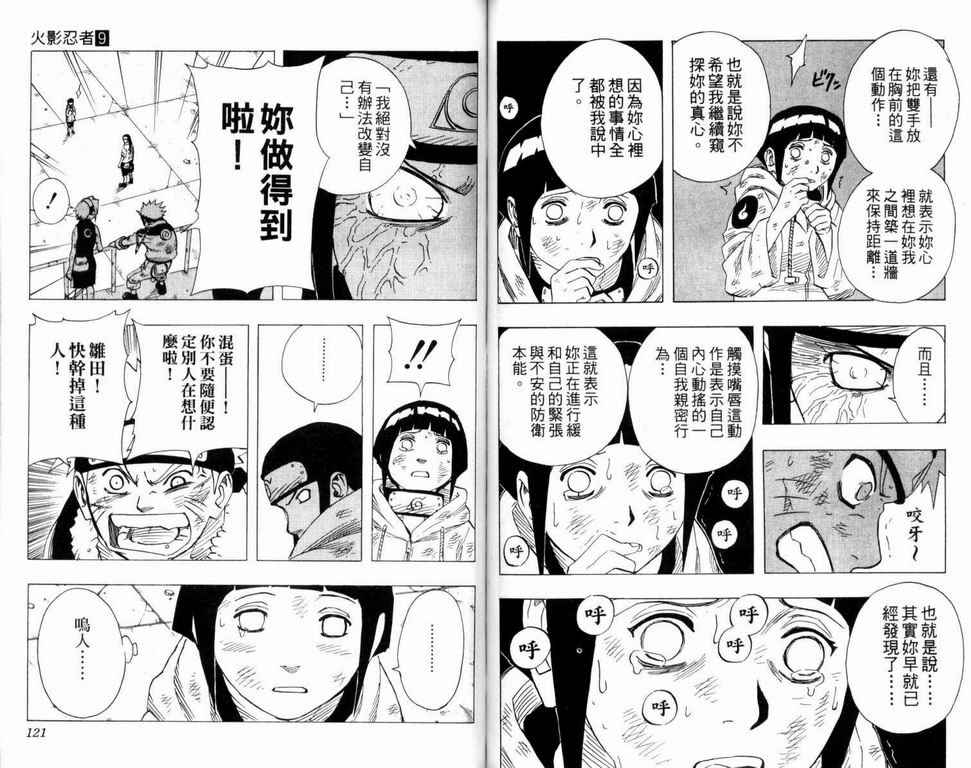 還有——
妳把雙手放
在胸前的這
個動作…
就表示妳心
裡想在妳我
之間築一道牆
來保持距離…
ビクッ
也就是說妳不
希望我繼續窺
探妳的真心。
因為妳心裡
想的事情全
都被我說中
了。
呼
呼
而且……
觸摸嘴唇這動
作是表示自己
內心動搖的一
個自我親密行
為…
這就表示
妳正在進行緩
和自己的緊張
與不安的防衛
本能。
呼
呼
咬牙～
也就是說……
其實妳早就已
經發現了……
呼
呼
呼
呼
呼
火影忍者9
「我絕對沒
有辦法改變自
己…」
妳做得到
啦！
！
!!
………
混蛋——！
你不要隨便認
定別人在想什
麼啦！
雛田！
快幹掉這種
人！
………
鳴人……
121